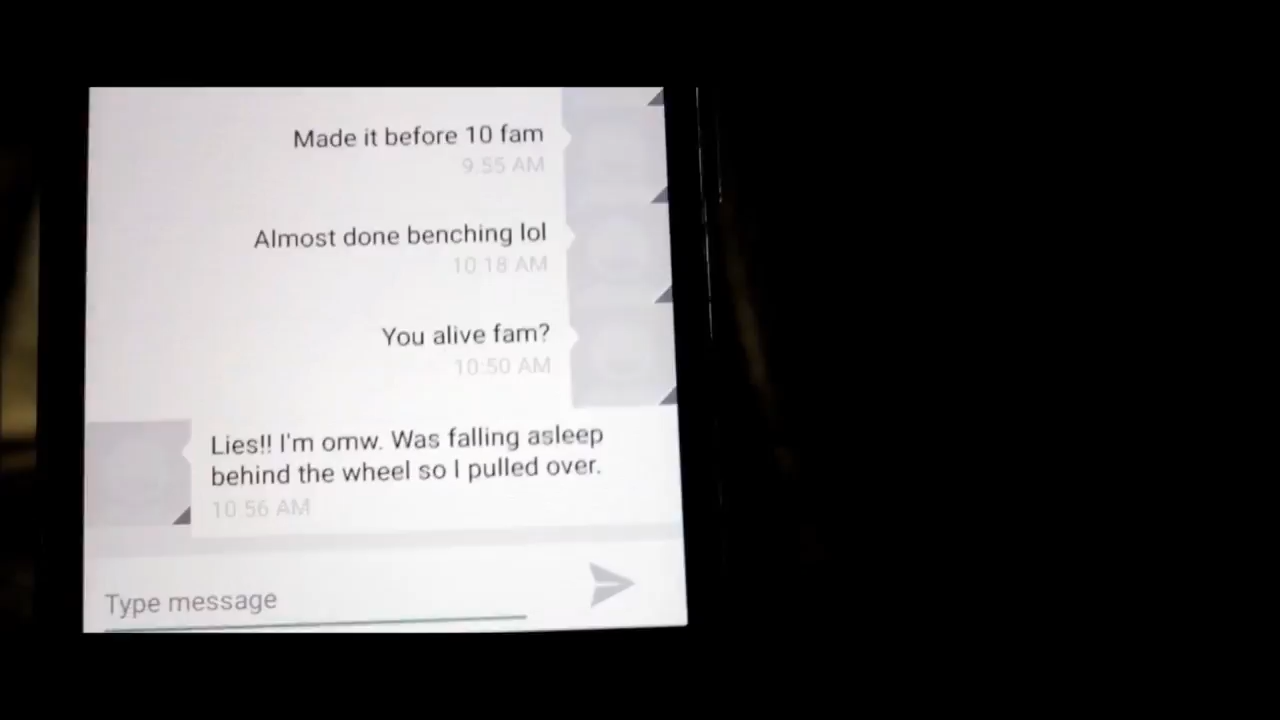 Made it before 10 fam
9:55 AM
Almost done benching lol
10:18 AM
You alive fam?
10:50 AM
Lies!! I'm omw. Was falling asleep
behind the wheel so I pulled over.
10:56 AM
Type message